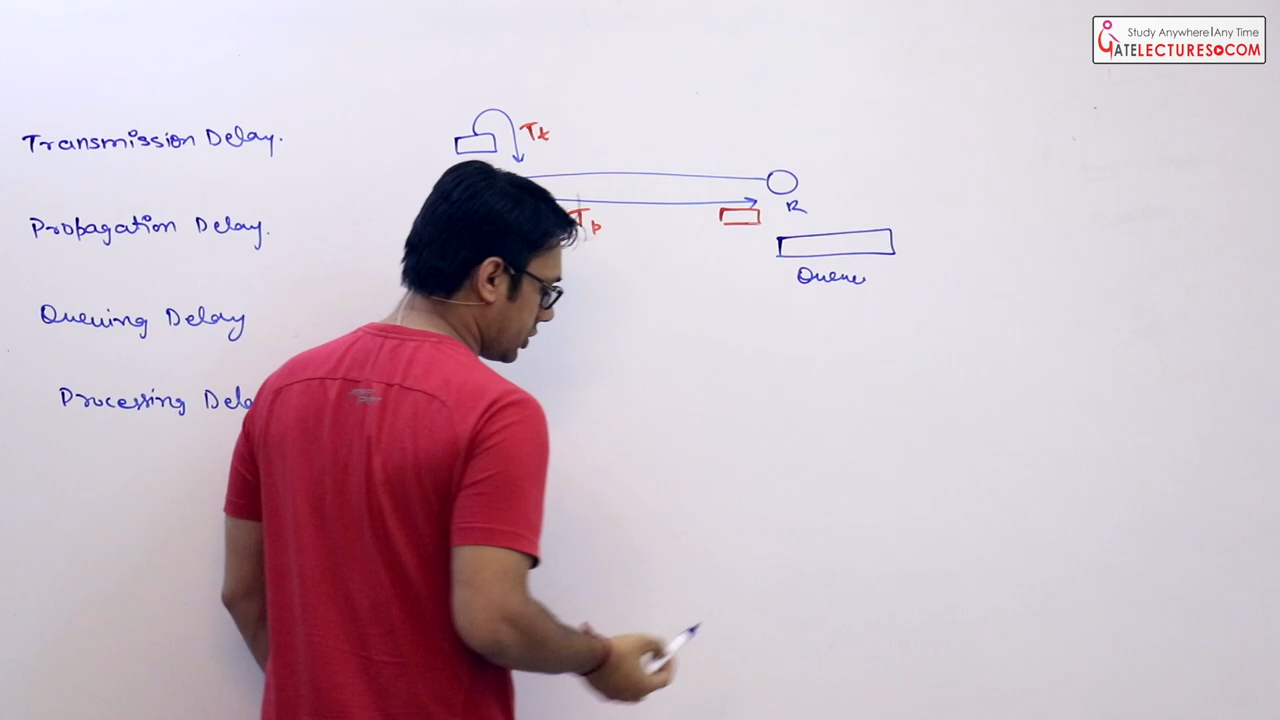 Study Anywhere|Any Time
GATELECTURES.COM
Transmission Delay.
Tt
Propagation Delay.
Tp
R
Queue
Queuing Delay
Processing Dela